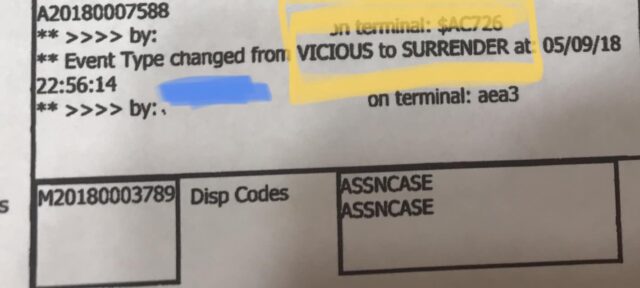 A20180007588
on terminal: $AC726
** >>>> by:
** Event Type changed from VICIOUS to SURRENDER at: 05/09/18
22:56:14
** >>>> by:
on terminal: aea3
s
M20180003789 Disp Codes ASSNCASE
ASSNCASE